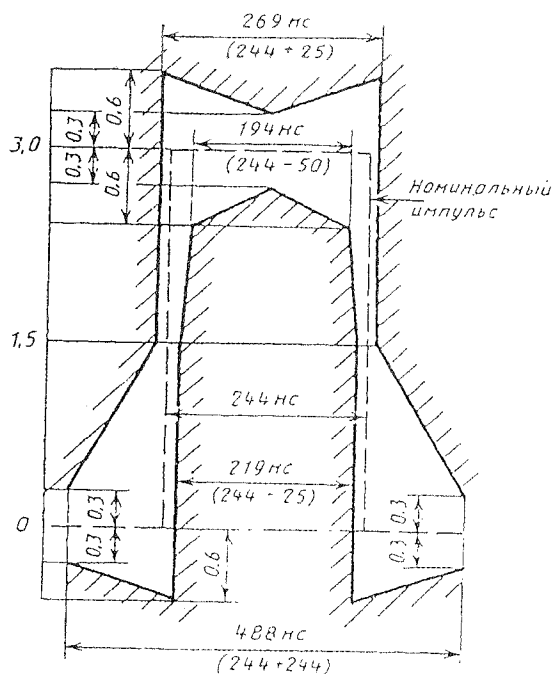 269 нс
(244 + 25)
0.6
0.3
3,0
0.3
0.6
194 нс
(244 - 50)
Номинальный
импульс
1,5
244 нс
219 нс
(244 - 25)
0.3
0
0.3
0.6
0.3
0.3
488 нс
(244 + 244)